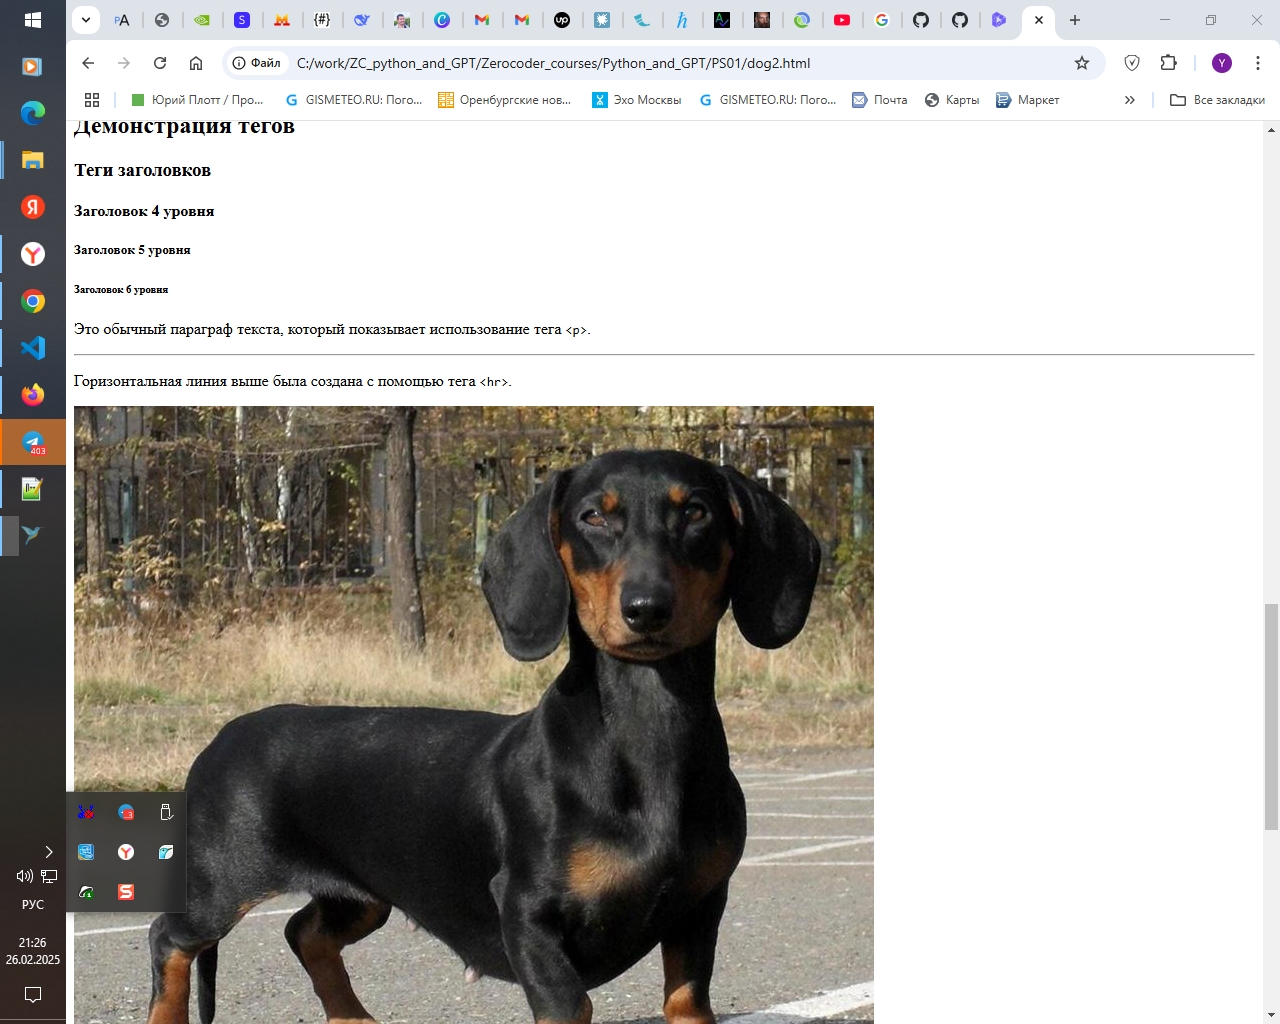 Файл
C:/work/ZC_python_and_GPT/Zerocoder_courses/Python_and_GPT/PS01/dog2.html
Юрий Плотт / Про...
GISMETEO.RU: Пого...
Оренбургские нов...
Эхо Москвы
GISMETEO.RU: Пого...
Почта
Карты
Маркет
Все закладки
Демонстрация тегов
Теги заголовков
Заголовок 4 уровня
Заголовок 5 уровня
Заголовок 6 уровня
Это обычный параграф текста, который показывает использование тега <p>.
Горизонтальная линия выше была создана с помощью тега <hr>.
403
РУС
21:26
26.02.2025